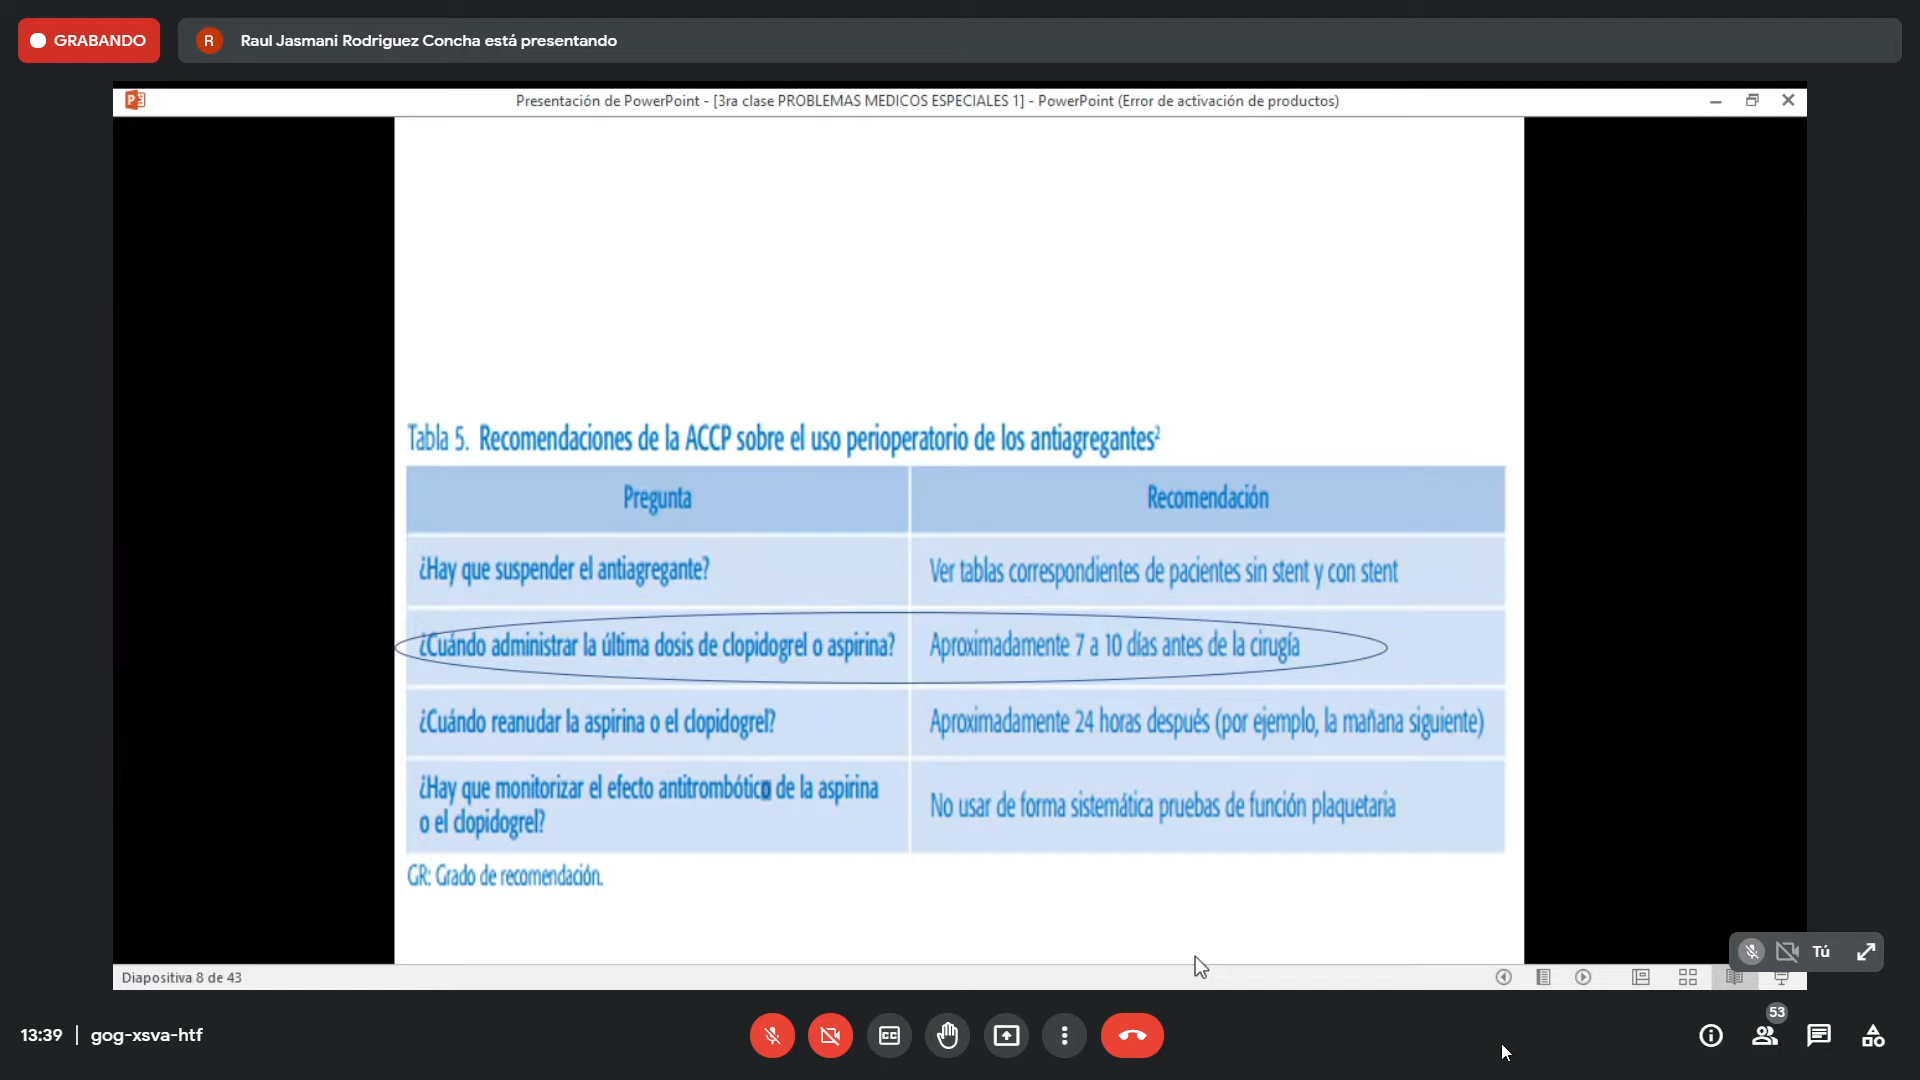 GRABANDO
R
Raul Jasmani Rodriguez Concha está presentando
Presentación de PowerPoint - [3ra clase PROBLEMAS MEDICOS ESPECIALES 1] - PowerPoint (Error de activación de productos)
Tabla 5. Recomendaciones de la ACCP sobre el uso perioperatorio de los antiagregantes²
Pregunta
Recomendación
¿Hay que suspender el antiagregante?
Ver tablas correspondientes de pacientes sin stent y con stent
¿Cuándo administrar la última dosis de clopidogrel o aspirina?
Aproximadamente 7 a 10 días antes de la cirugía
¿Cuándo reanudar la aspirina o el clopidogrel?
Aproximadamente 24 horas después (por ejemplo, la mañana siguiente)
¿Hay que monitorizar el efecto antitrombótico de la aspirina
o el clopidogrel?
No usar de forma sistemática pruebas de función plaquetaria
GR: Grado de recomendación.
Tú
Diapositiva 8 de 43
13:39 | gog-xsva-htf
53